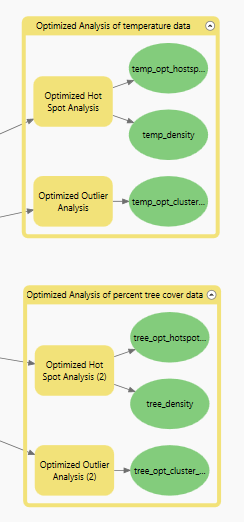 Optimized Analysis of temperature data
temp_opt_hostsp...
Optimized Hot
Spot Analysis
temp_density
Optimized Outlier
Analysis
temp_opt_cluster...
Optimized Analysis of percent tree cover data
tree_opt_hotspot...
Optimized Hot
Spot Analysis (2)
tree_density
Optimized Outlier
Analysis (2)
tree_opt_cluster_...